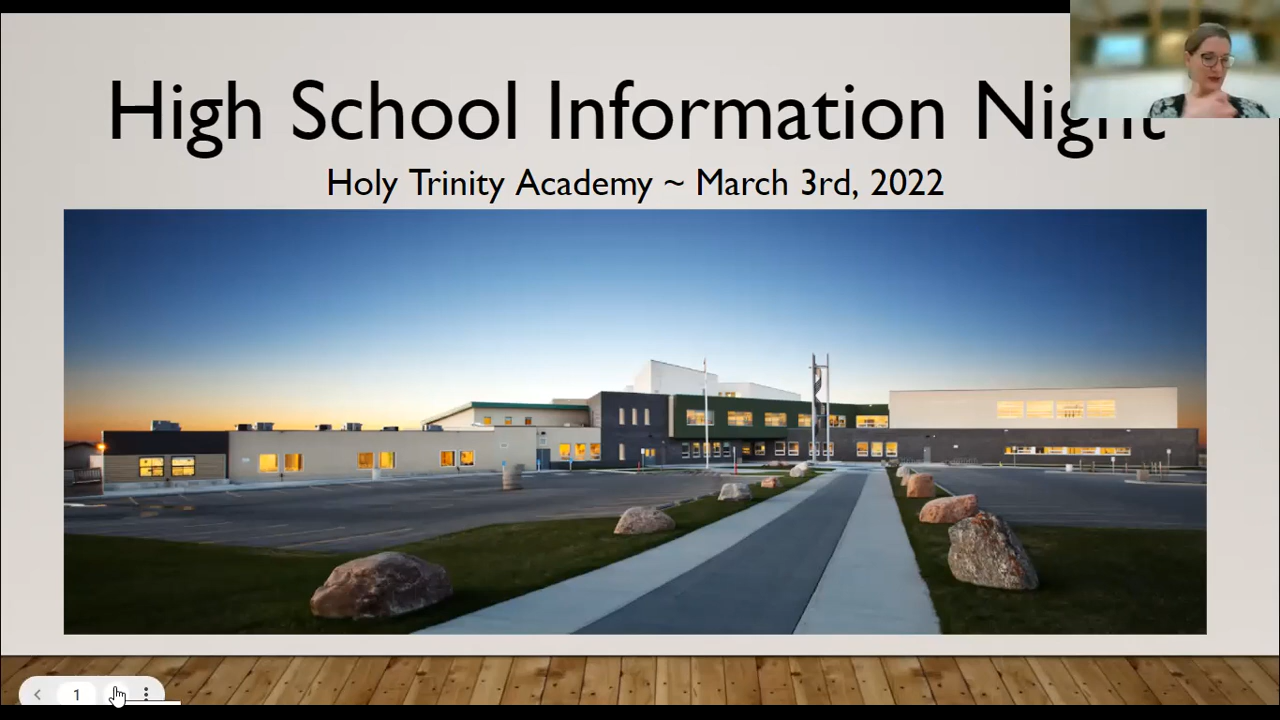 High School Information Night
Holy Trinity Academy ~ March 3rd, 2022
1